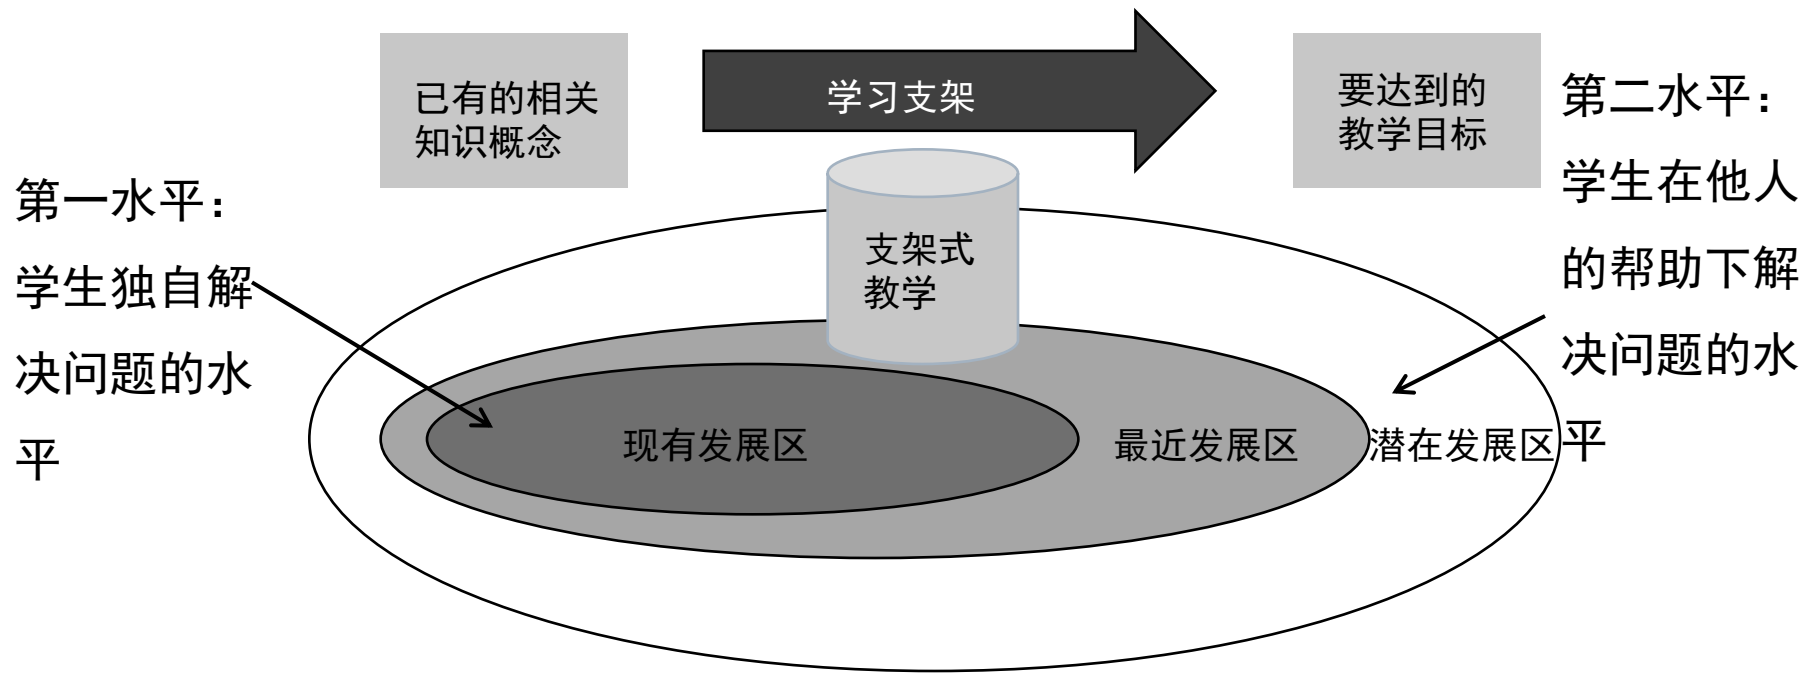 已有的相关
知识概念
学习支架
要达到的
教学目标
第一水平：
学生独自解
决问题的水
平
第二水平：
学生在他人
的帮助下解
决问题的水
平
支架式
教学
现有发展区
最近发展区
潜在发展区